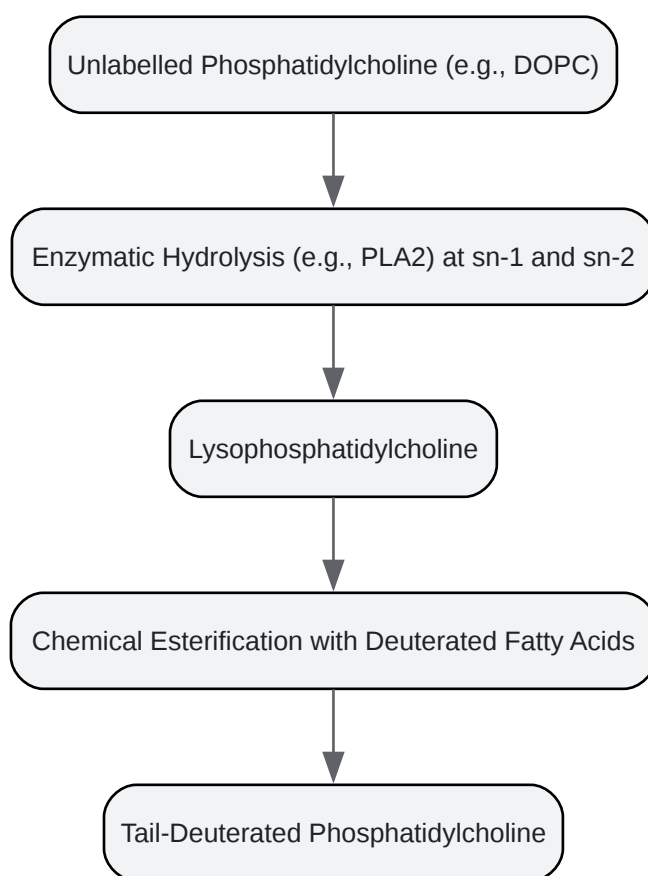 Unlabelled Phosphatidylcholine (e.g., DOPC)
Enzymatic Hydrolysis (e.g., PLA2) at sn-1 and sn-2
Lysophosphatidylcholine
Chemical Esterification with Deuterated Fatty Acids
Tail-Deuterated Phosphatidylcholine